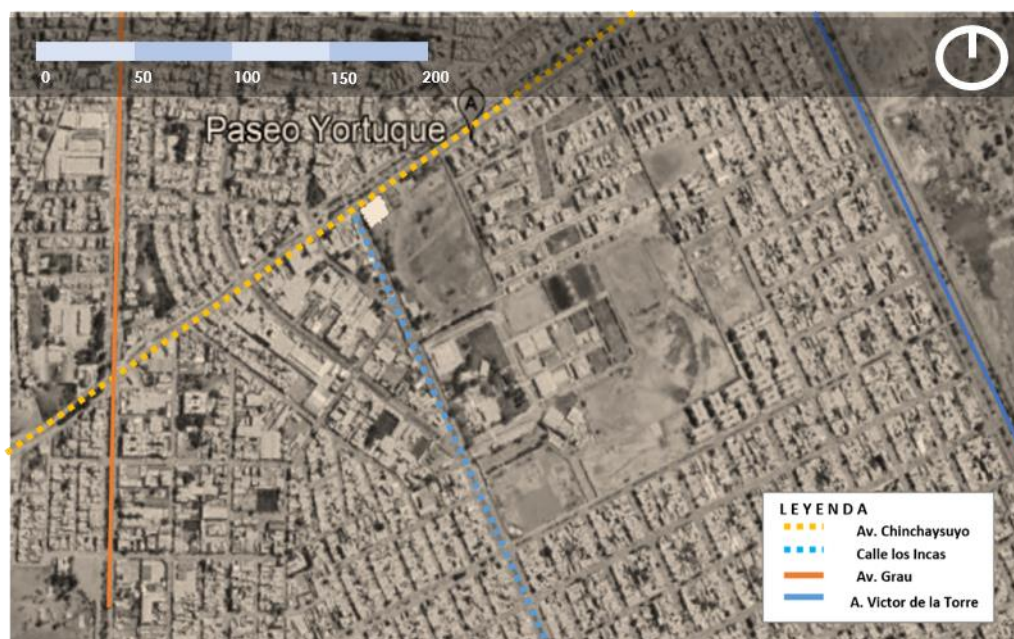 0 50 100 150 200
A
Paseo Yortuque
LEYENDA
Av. Chinchaysuyo
Calle los Incas
Av. Grau
A. Victor de la Torre